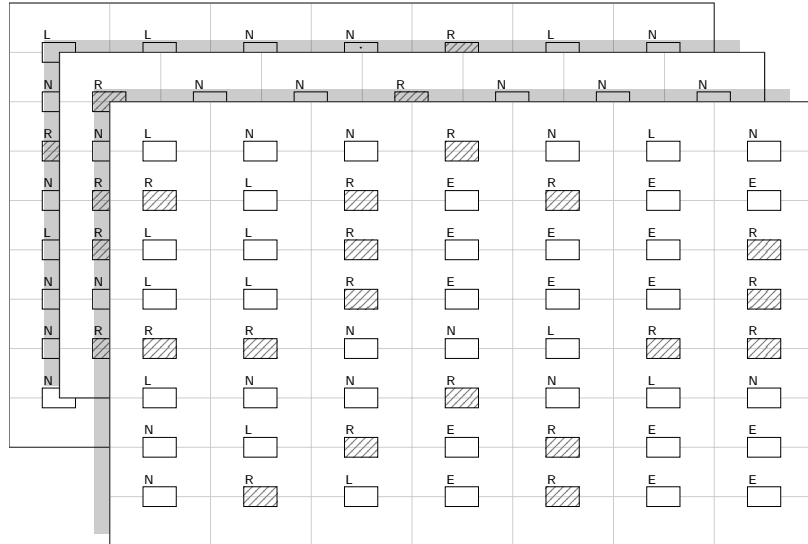 L L N N R L N
N R N N R N N N
R N L N N R N L N
N R R L R E R E E
L R L L R E E E R
N N L L R E E E R
N R R R N N L R R
N L N N R N L N
N L R E R E E
N R L E R E E